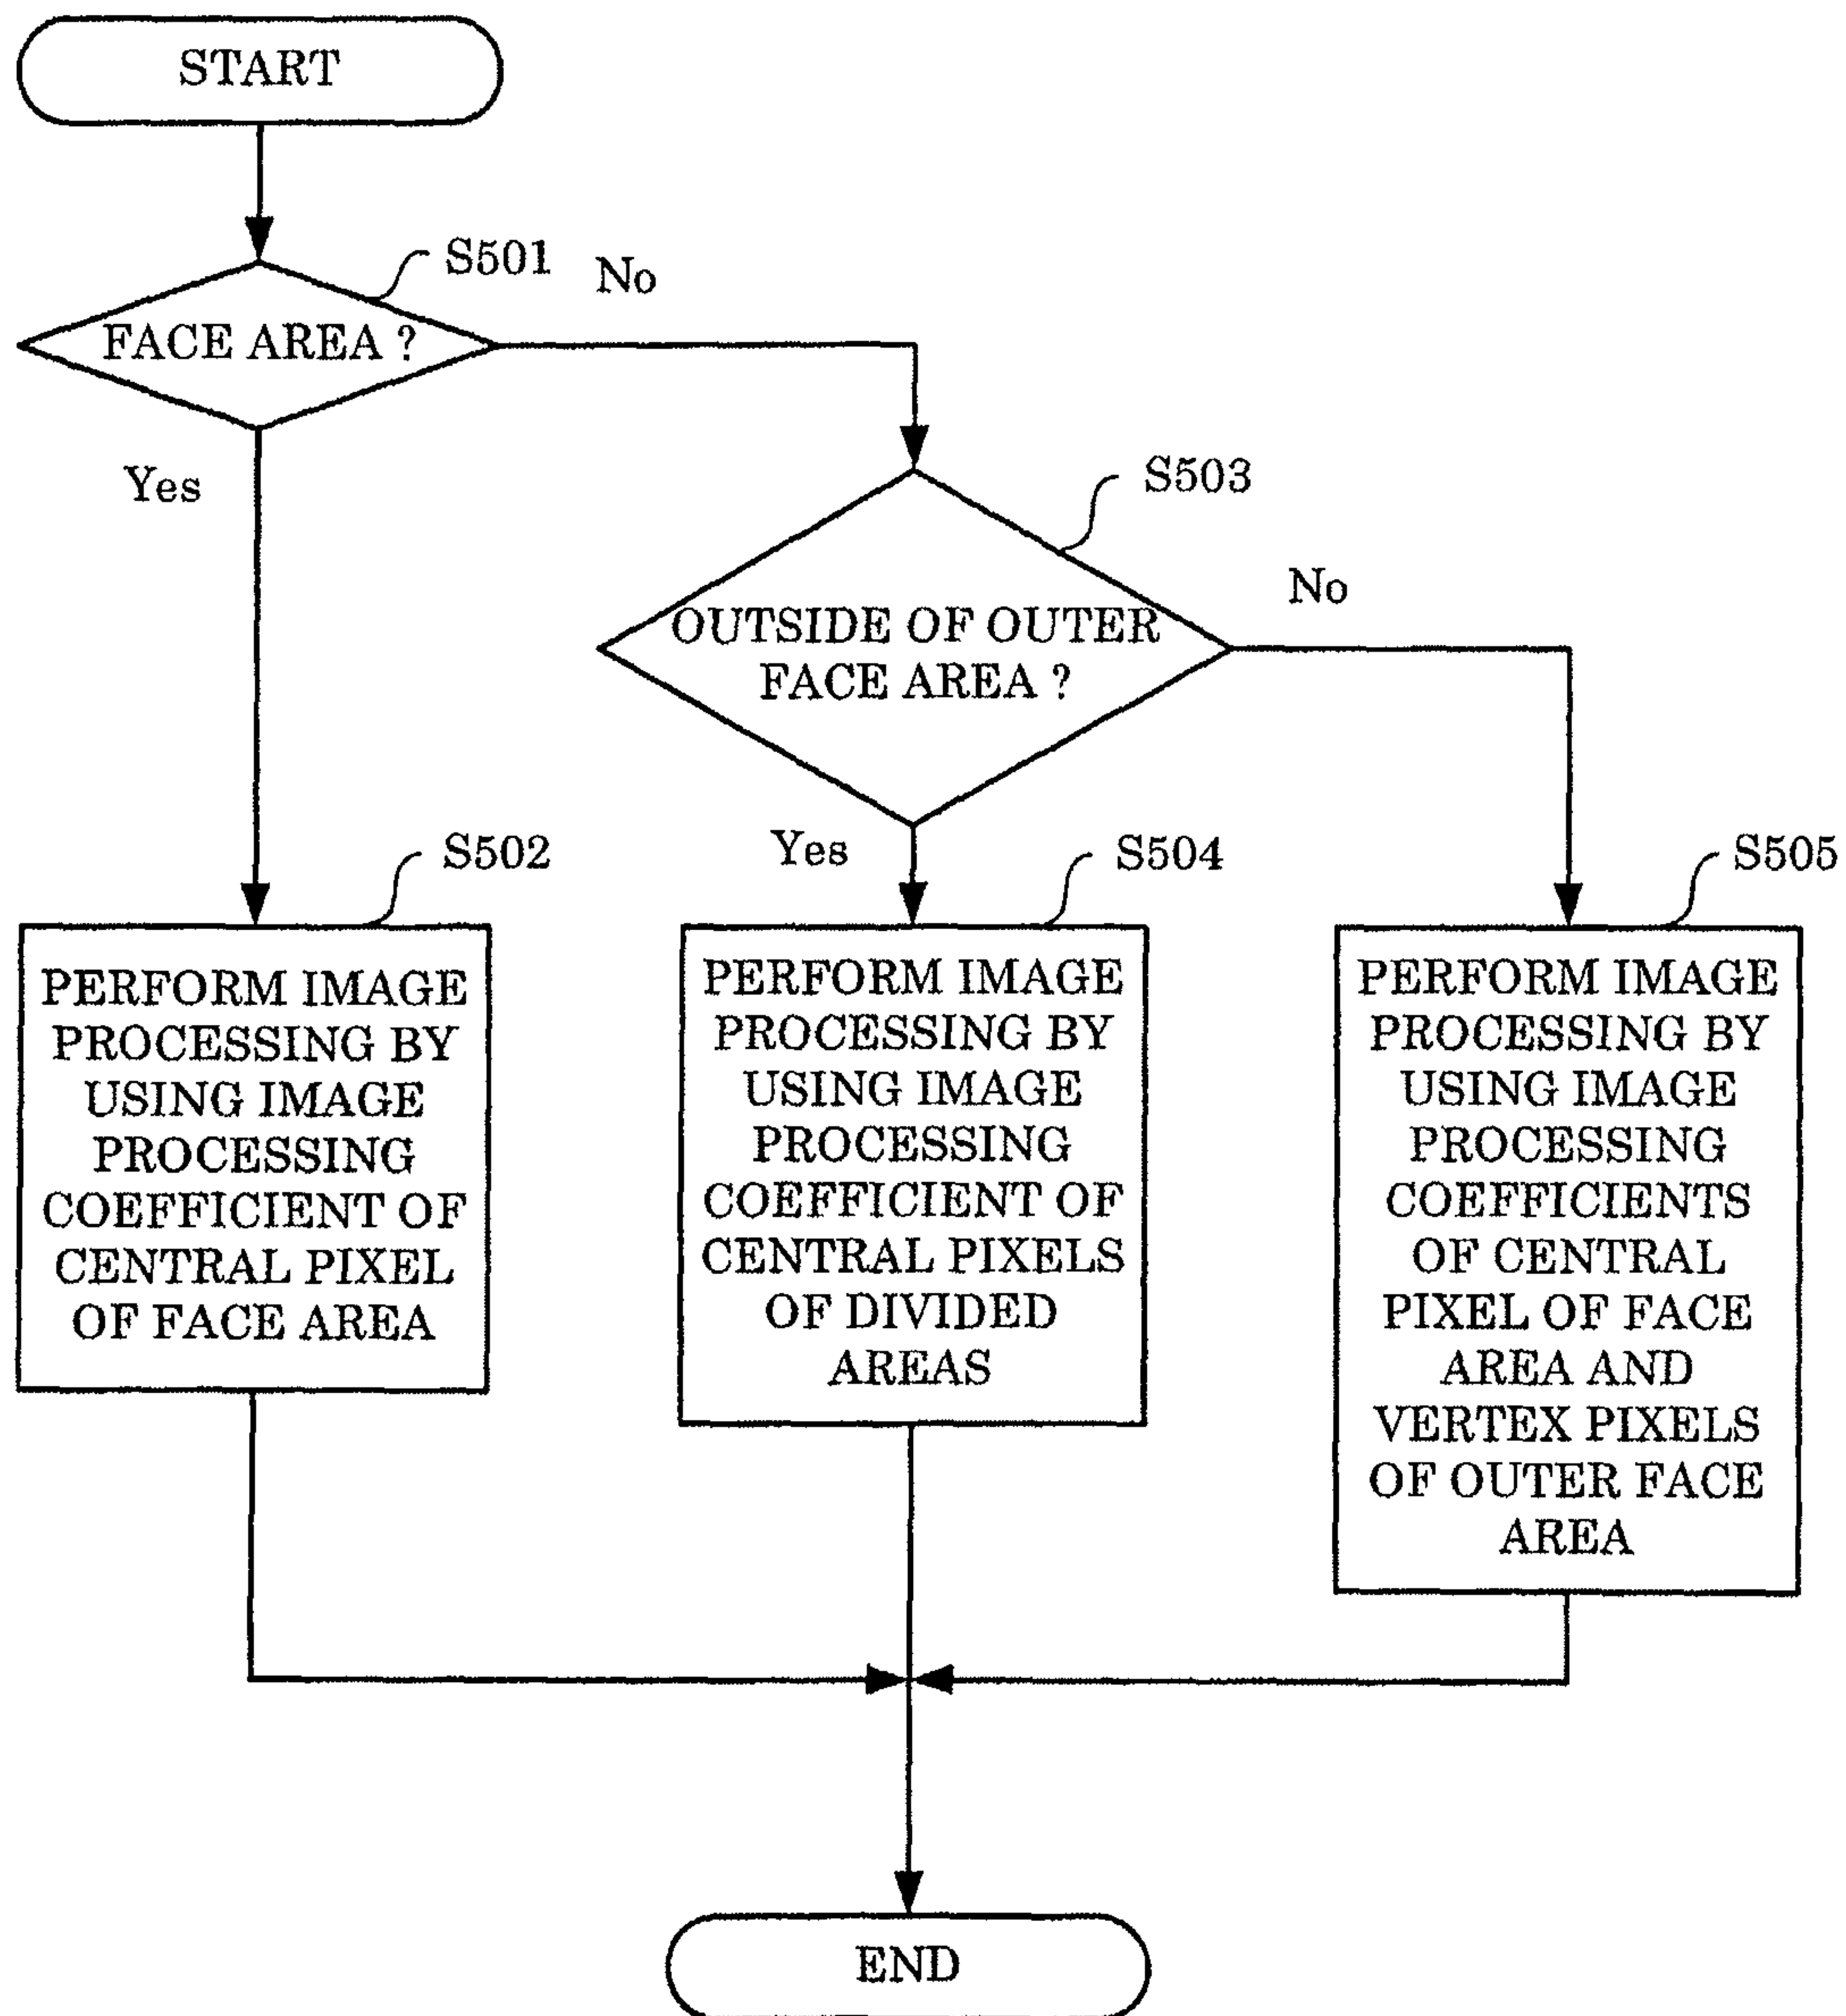 START
S501
No
FACE AREA ?
Yes
S503
No
OUTSIDE OF OUTER
FACE AREA ?
Yes
S502
PERFORM IMAGE
PROCESSING BY
USING IMAGE
PROCESSING
COEFFICIENT OF
CENTRAL PIXEL
OF FACE AREA
S504
PERFORM IMAGE
PROCESSING BY
USING IMAGE
PROCESSING
COEFFICIENT OF
CENTRAL PIXELS
OF DIVIDED
AREAS
S505
PERFORM IMAGE
PROCESSING BY
USING IMAGE
PROCESSING
COEFFICIENTS
OF CENTRAL
PIXEL OF FACE
AREA AND
VERTEX PIXELS
OF OUTER FACE
AREA
END